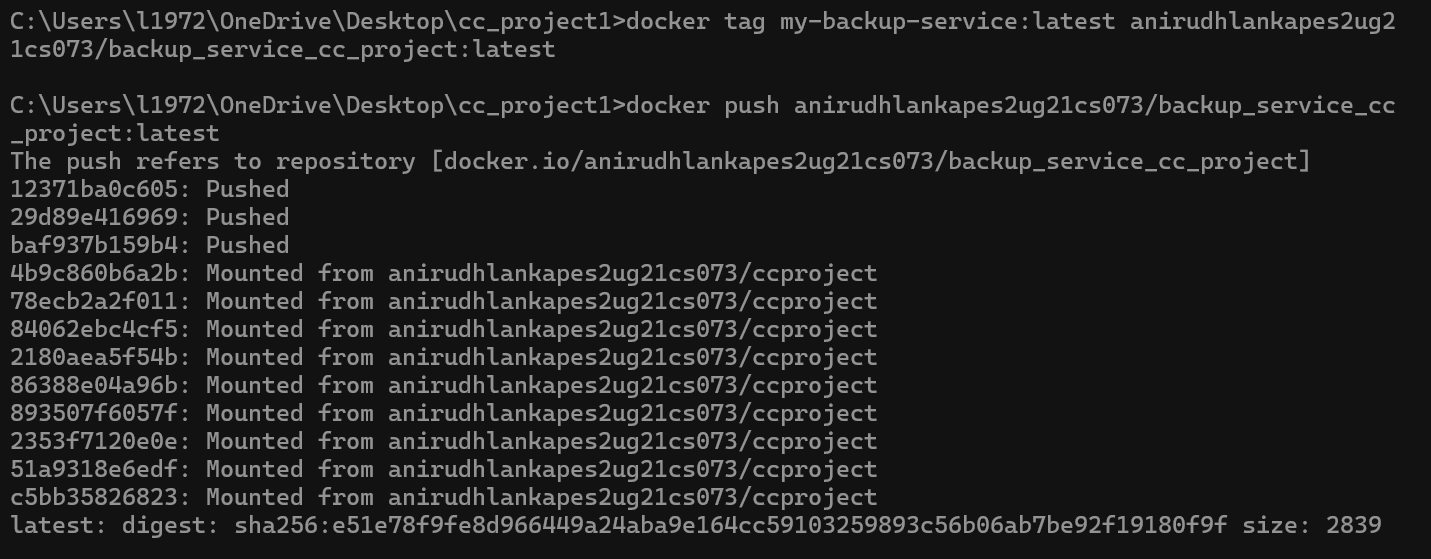 C:\Users\l1972\OneDrive\Desktop\cc_project1>docker tag my-backup-service:latest anirudhlankapes2ug2
1cs073/backup_service_cc_project:latest
C:\Users\l1972\OneDrive\Desktop\cc_project1>docker push anirudhlankapes2ug21cs073/backup_service_cc
_project:latest
The push refers to repository [docker.io/anirudhlankapes2ug21cs073/backup_service_cc_project]
12371ba0c605: Pushed
29d89e416969: Pushed
baf937b159b4: Pushed
4b9c860b6a2b: Mounted from anirudhlankapes2ug21cs073/ccproject
78ecb2a2f011: Mounted from anirudhlankapes2ug21cs073/ccproject
84062ebc4cf5: Mounted from anirudhlankapes2ug21cs073/ccproject
2180aea5f54b: Mounted from anirudhlankapes2ug21cs073/ccproject
86388e04a96b: Mounted from anirudhlankapes2ug21cs073/ccproject
893507f6057f: Mounted from anirudhlankapes2ug21cs073/ccproject
2353f7120e0e: Mounted from anirudhlankapes2ug21cs073/ccproject
51a9318e6edf: Mounted from anirudhlankapes2ug21cs073/ccproject
c5bb35826823: Mounted from anirudhlankapes2ug21cs073/ccproject
latest: digest: sha256:e51e78f9fe8d966449a24aba9e164cc59103259893c56b06ab7be92f19180f9f size: 2839